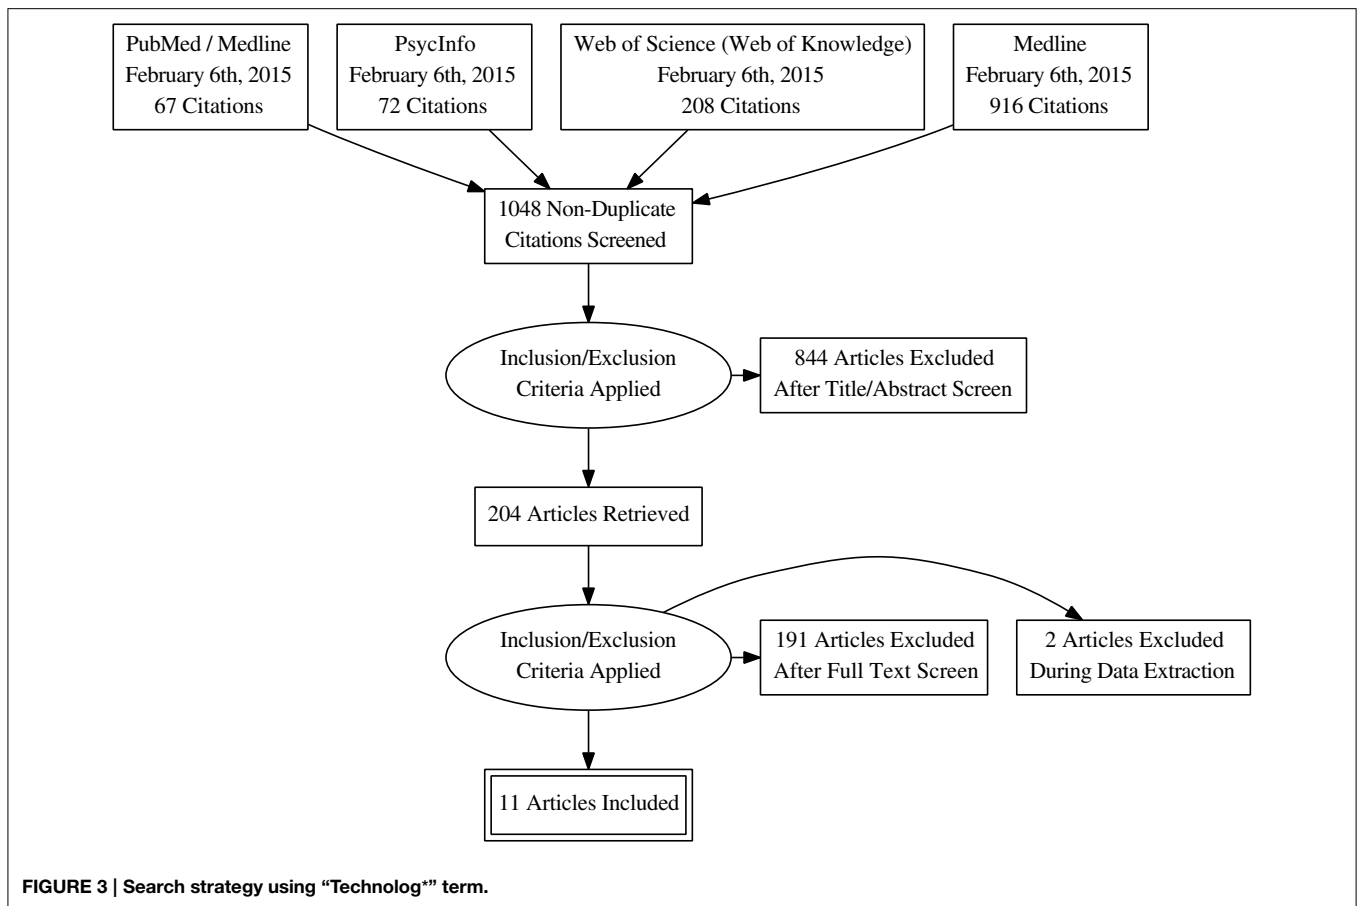 PubMed / Medline
February 6th, 2015
67 Citations
PsycInfo
February 6th, 2015
72 Citations
Web of Science (Web of Knowledge)
February 6th, 2015
208 Citations
Medline
February 6th, 2015
916 Citations
1048 Non-Duplicate
Citations Screened
Inclusion/Exclusion
Criteria Applied
844 Articles Excluded
After Title/Abstract Screen
204 Articles Retrieved
Inclusion/Exclusion
Criteria Applied
191 Articles Excluded
After Full Text Screen
2 Articles Excluded
During Data Extraction
11 Articles Included
FIGURE 3 | Search strategy using “Technolog*” term.